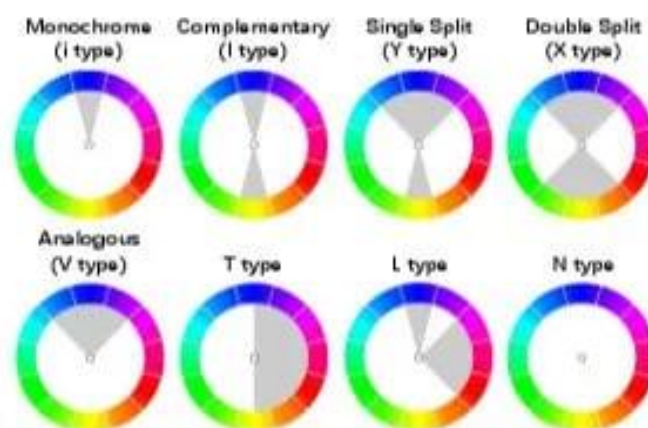 Monochrome
(i type)
Complementary
(I type)
Single Split
(Y type)
Double Split
(X type)
Analogous
(V type)
T type
L type
N type